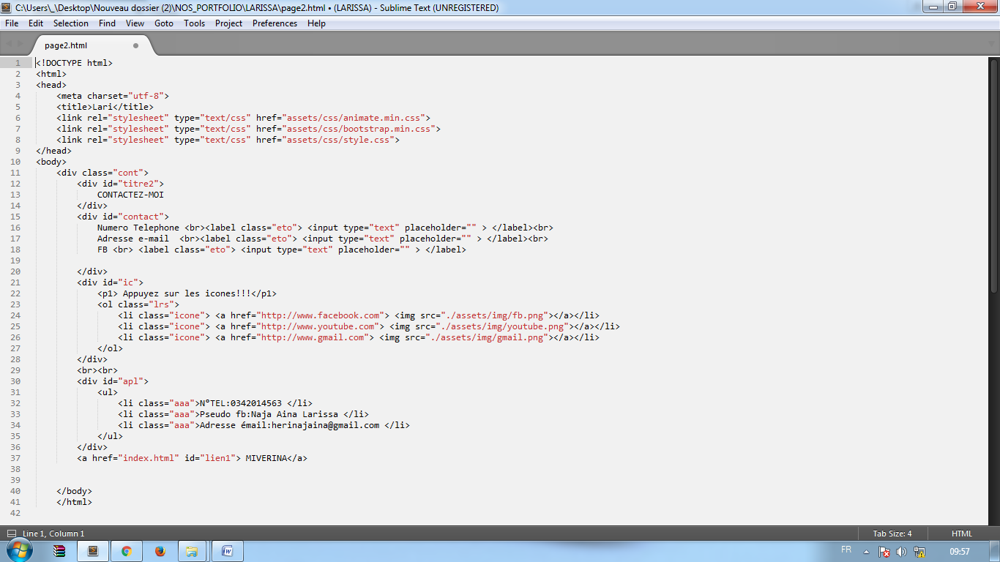 C:\Users\_\Desktop\Nouveau dossier (2)\NOS_PORTFOLIO\LARISSA\page2.html • (LARISSA) - Sublime Text (UNREGISTERED)
File Edit Selection Find View Goto Tools Project Preferences Help
page2.html
1 <!DOCTYPE html>
2 <html>
3 <head>
4 <meta charset="utf-8">
5 <title>Lari</title>
6 <link rel="stylesheet" type="text/css" href="assets/css/animate.min.css">
7 <link rel="stylesheet" type="text/css" href="assets/css/bootstrap.min.css">
8 <link rel="stylesheet" type="text/css" href="assets/css/style.css">
9 </head>
10 <body>
11 <div class="cont">
12 <div id="titre2">
13 CONTACTEZ-MOI
14 </div>
15 <div id="contact">
16 Numero Telephone <br><label class="eto"> <input type="text" placeholder="" > </label><br>
17 Adresse e-mail  <br><label class="eto"> <input type="text" placeholder="" > </label><br>
18 FB <br> <label class="eto"> <input type="text" placeholder="" > </label>
19
20 </div>
21 <div id="ic">
22 <p1> Appuyez sur les icones!!!</p1>
23 <ol class="lrs">
24 <li class="icone"> <a href="http://www.facebook.com"> <img src="./assets/img/fb.png"></a></li>
25 <li class="icone"> <a href="http://www.youtube.com"> <img src="./assets/img/youtube.png"></a></li>
26 <li class="icone"> <a href="http://www.gmail.com"> <img src="./assets/img/gmail.png"></a></li>
27 </ol>
28 </div>
29 <br><br>
30 <div id="apl">
31 <ul>
32 <li class="aaa">N°TEL:0342014563 </li>
33 <li class="aaa">Pseudo fb:Naja Aina Larissa </li>
34 <li class="aaa">Adresse émail:herinajaina@gmail.com </li>
35 </ul>
36 </div>
37 <a href="index.html" id="lien1"> MIVERINA</a>
38
39
40 </body>
41 </html>
42
Line 1, Column 1 Tab Size: 4 HTML
FR 09:57